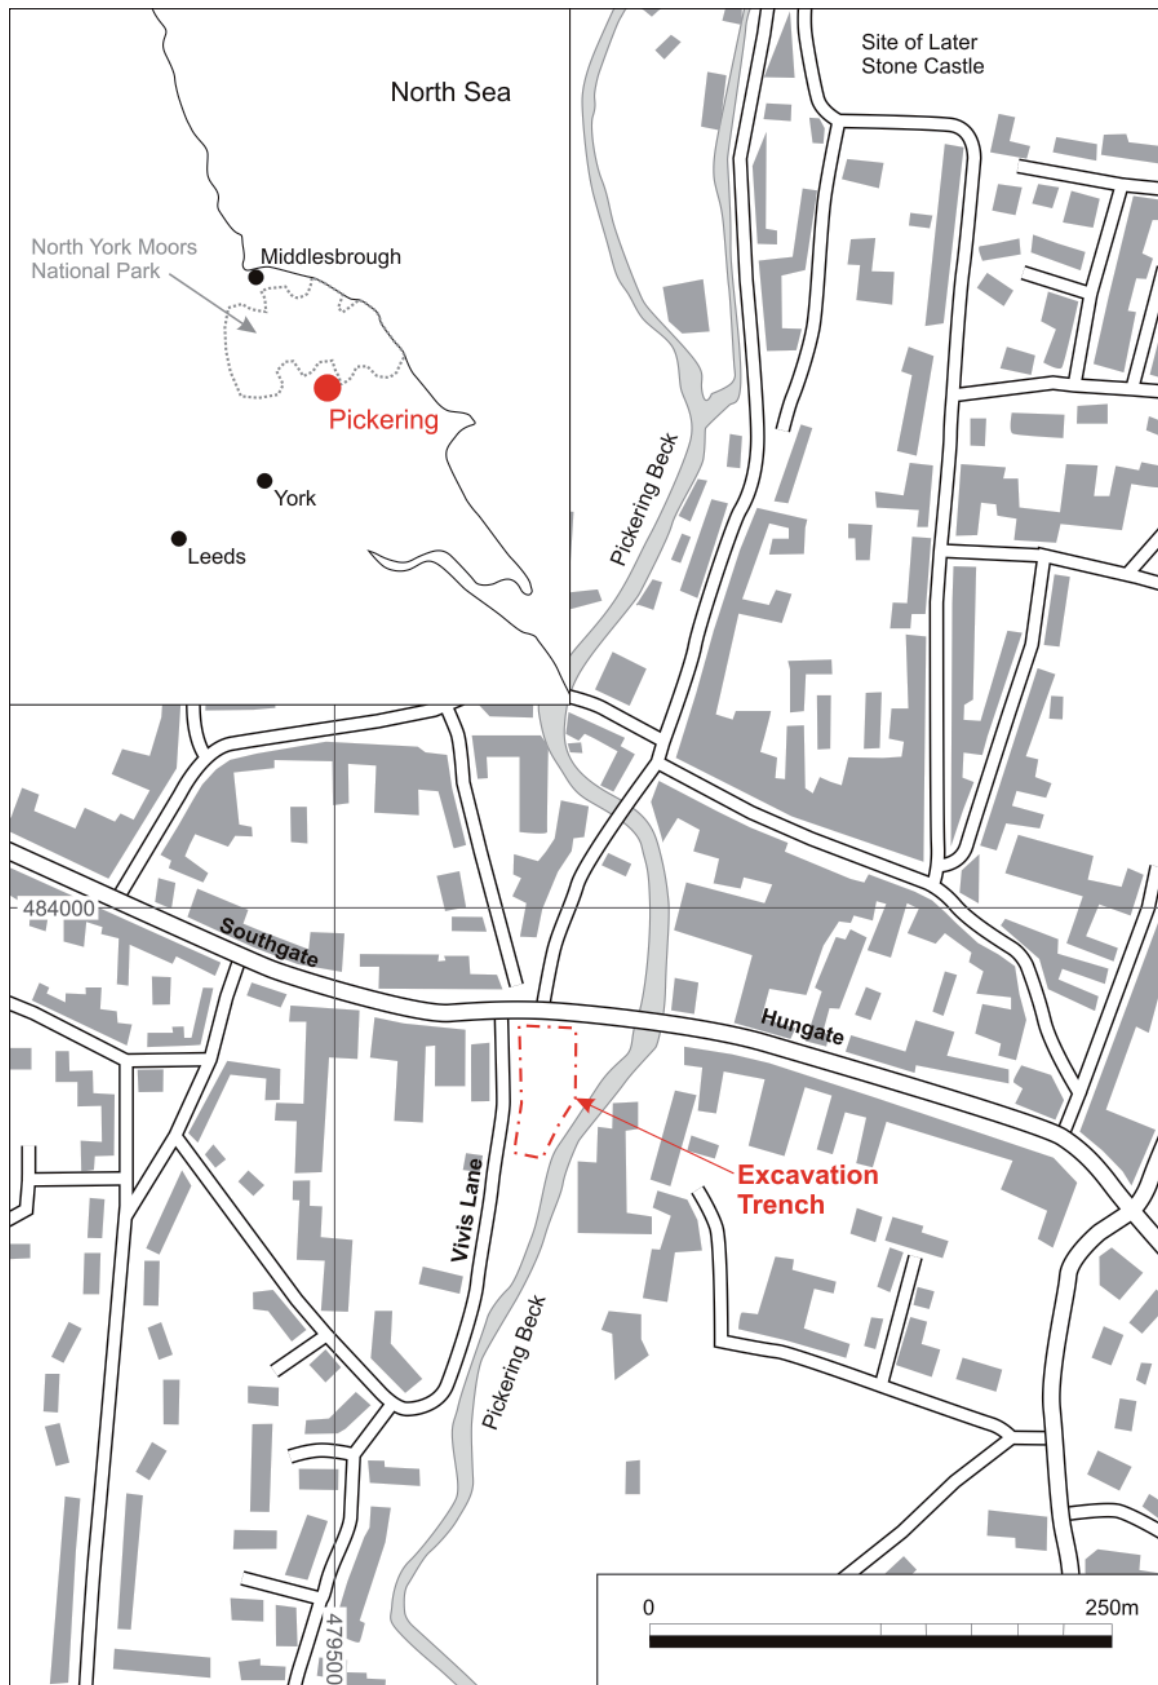 North Sea
North York Moors
National Park
Middlesbrough
Pickering
York
Leeds
Site of Later
Stone Castle
Pickering Beck
484000
Southgate
Hungate
Vivis Lane
Excavation
Trench
Pickering Beck
479500
0 250m